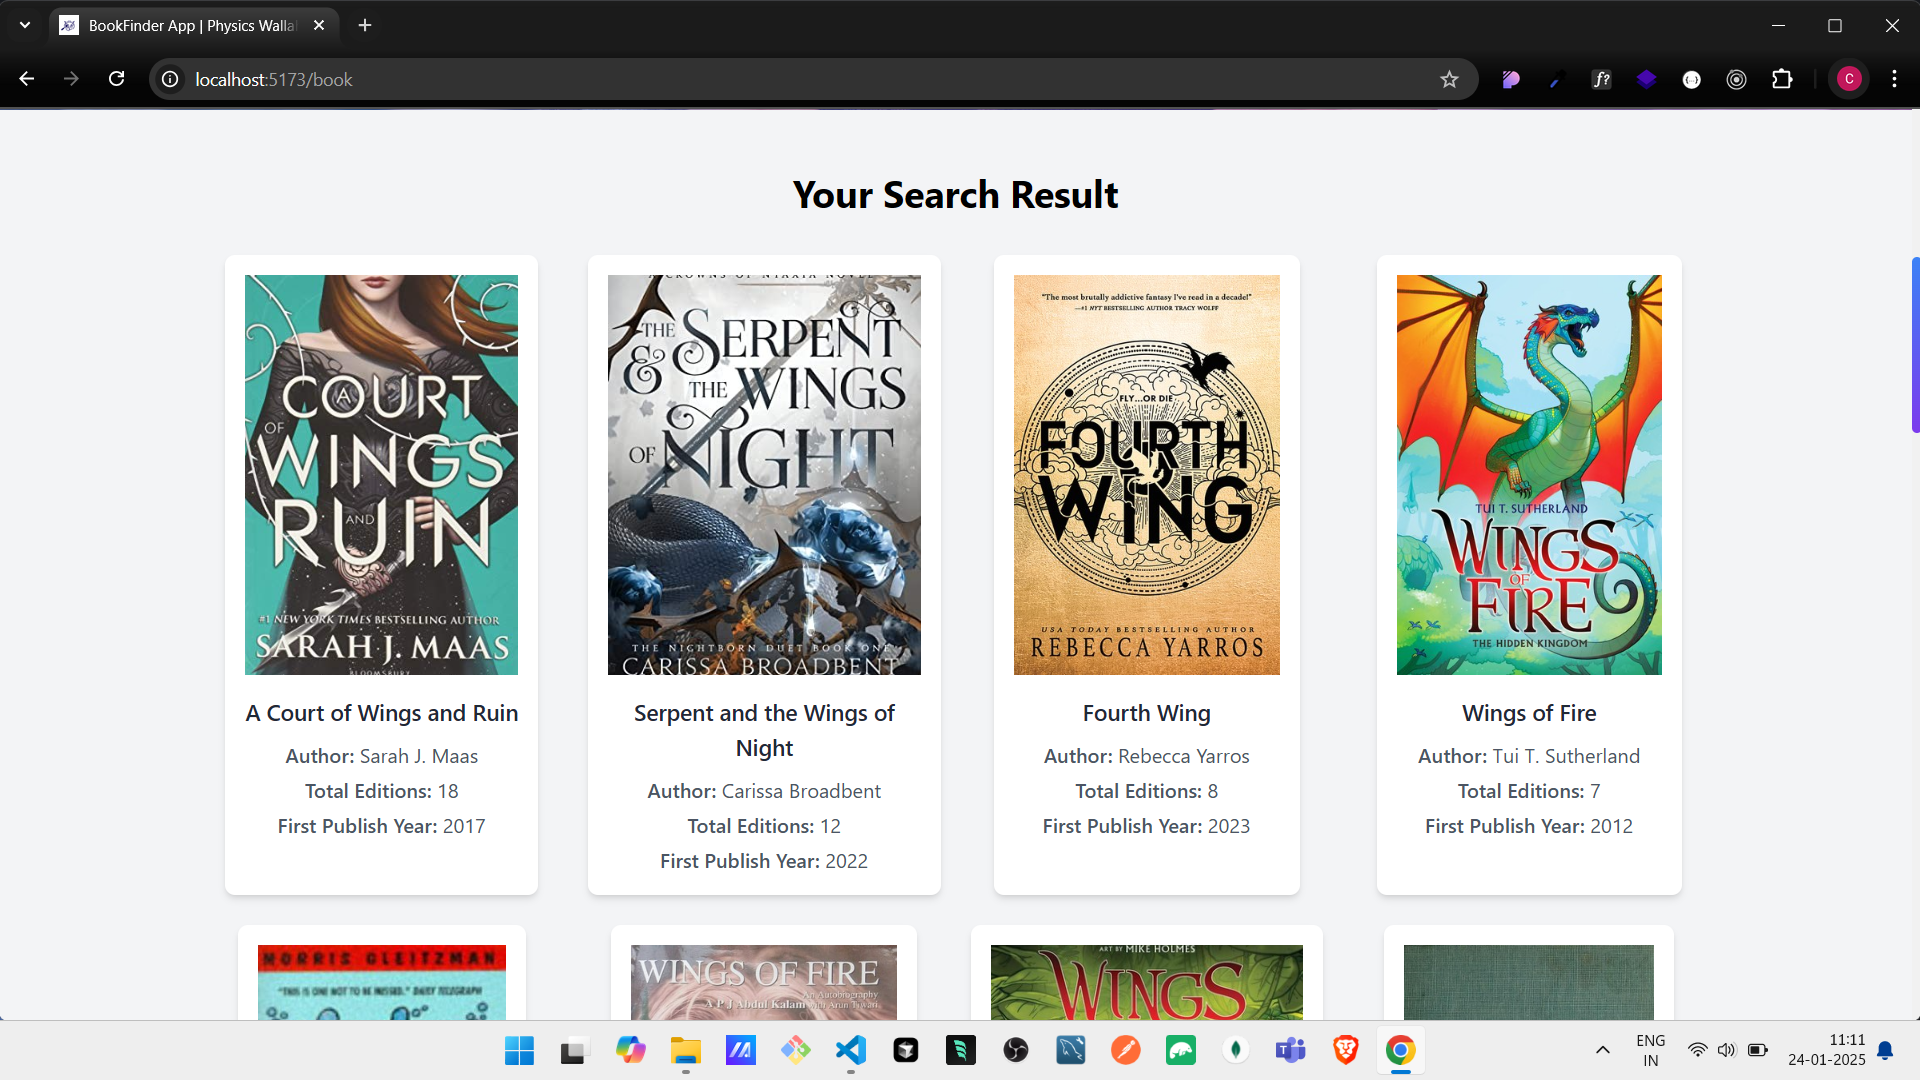 BookFinder App | Physics Walla
localhost:5173/book
f?
C
Your Search Result
A COURT
OF
WINGS
AND
RUIN
#1 NEW YORK TIMES BESTSELLING AUTHOR
SARAH J. MAAS
BLOOMSBURY
A Court of Wings and Ruin
Author: Sarah J. Maas
Total Editions: 18
First Publish Year: 2017
A CROWNS OF NYAXIA NOVEL
THE SERPENT
& THE WINGS
OF NIGHT
THE NIGHTBORN DUET BOOK ONE
CARISSA BROADBENT
Serpent and the Wings of
Night
Author: Carissa Broadbent
Total Editions: 12
First Publish Year: 2022
"The most brutally addictive fantasy I've read in a decade!"
—#1 NYT BESTSELLING AUTHOR TRACY WOLFF
FLY...OR DIE
FOURTH
WING
USA TODAY BESTSELLING AUTHOR
REBECCA YARROS
Fourth Wing
Author: Rebecca Yarros
Total Editions: 8
First Publish Year: 2023
TUI T. SUTHERLAND
WINGS
OF
FIRE
THE HIDDEN KINGDOM
Wings of Fire
Author: Tui T. Sutherland
Total Editions: 7
First Publish Year: 2012
MORRIS GLEITZMAN
"THIS IS ONE NOT TO BE MISSED." DAILY TELEGRAPH
WINGS OF FIRE
An Autobiography
A P J Abdul Kalam with Arun Tiwari
ART BY MIKE HOLMES
WINGS
ENG
IN
11:11
24-01-2025